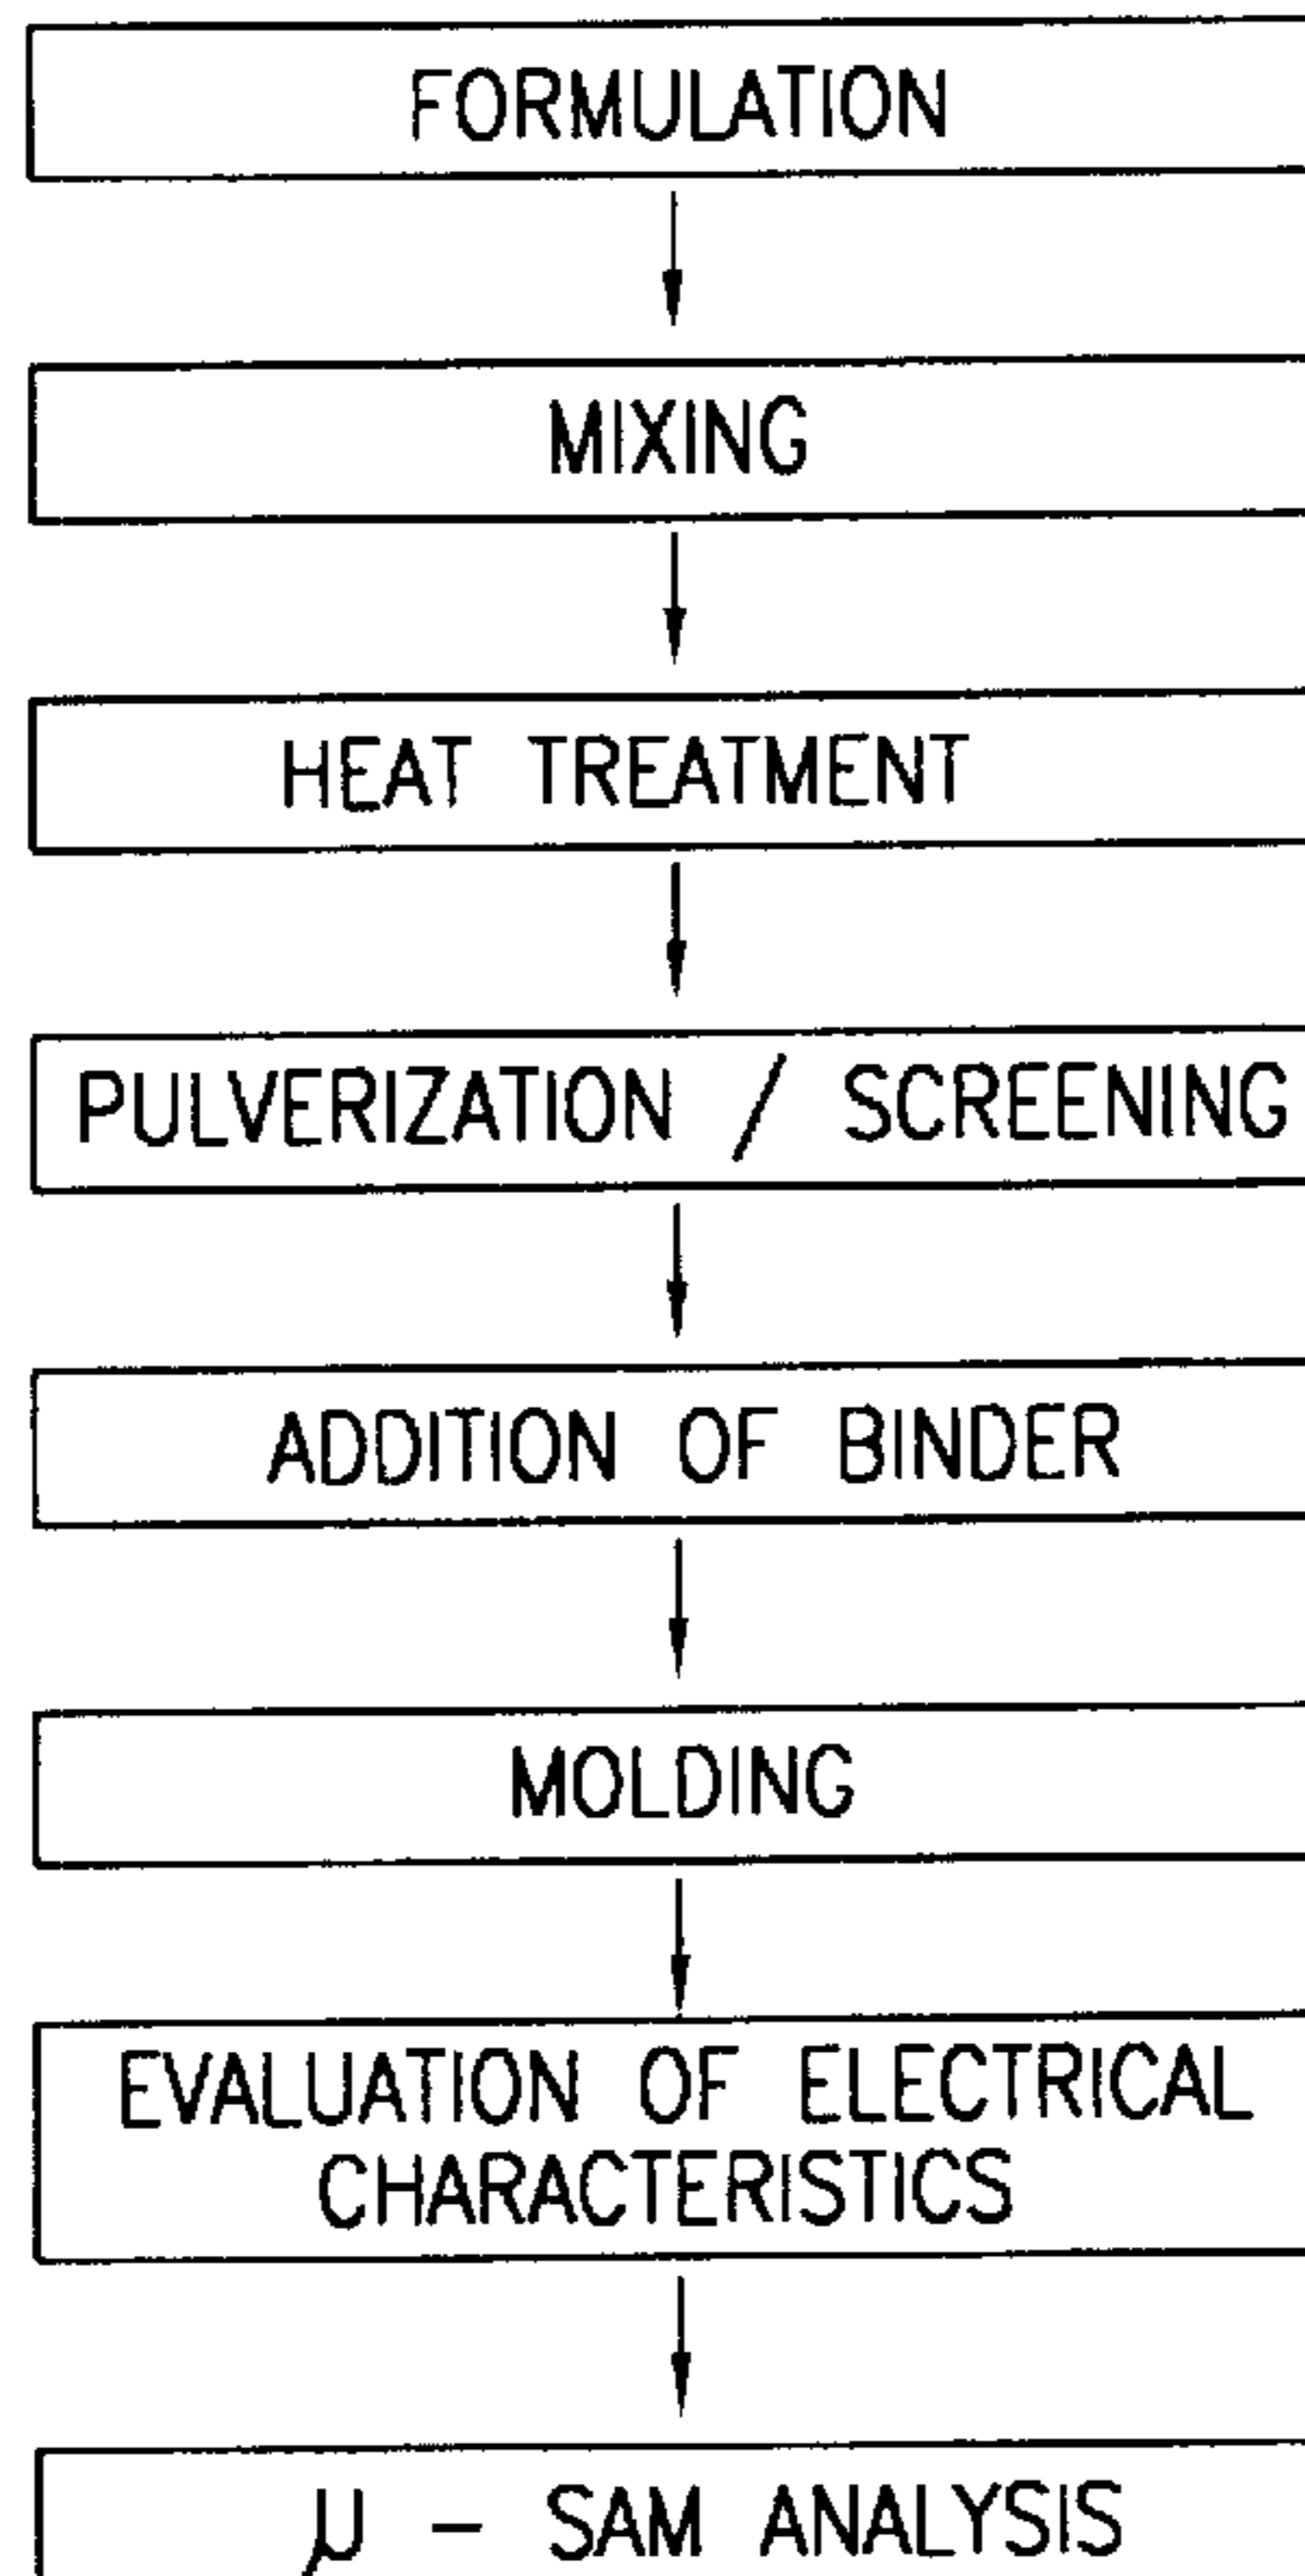 FORMULATION
MIXING
HEAT TREATMENT
PULVERIZATION / SCREENING
ADDITION OF BINDER
MOLDING
EVALUATION OF ELECTRICAL
CHARACTERISTICS
μ - SAM ANALYSIS